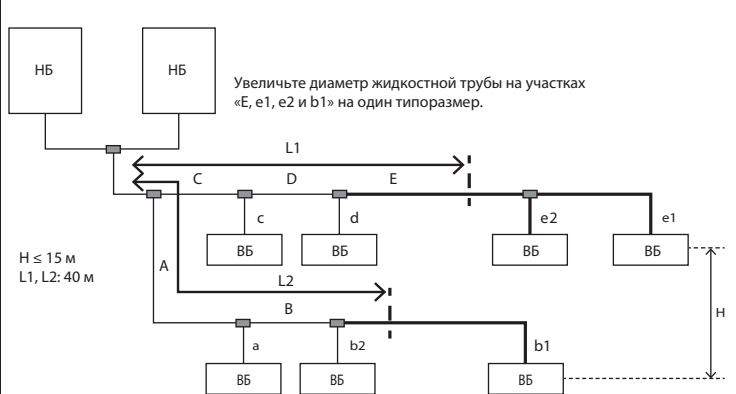 НБ
НБ
Увеличьте диаметр жидкостной трубы на участках
«E, e1, e2 и b1» на один типоразмер.
L1
C
D
E
c
d
e2
e1
ВБ
ВБ
ВБ
ВБ
H ≤ 15 м
L1, L2: 40 м
A
L2
H
B
a
b2
b1
ВБ
ВБ
ВБ